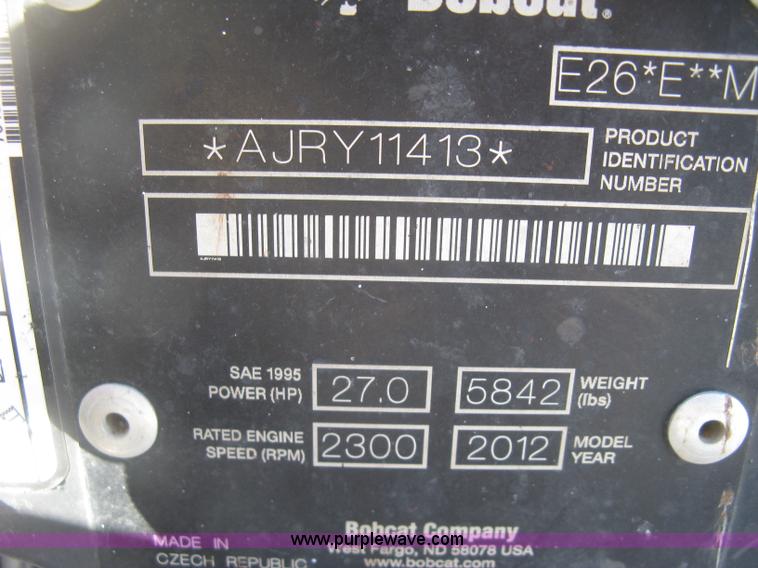 Bobcat.
E26*E**M
*AJRY11413*
PRODUCT
IDENTIFICATION
NUMBER
SAE 1995
POWER (HP)
27.0
5842
WEIGHT
(lbs)
RATED ENGINE
SPEED (RPM)
2300
2012
MODEL
YEAR
MADE IN
CZECH REPUBLIC
Bobcat Company
www.purplewave.com
West Fargo, ND 58078 USA
www.bobcat.com